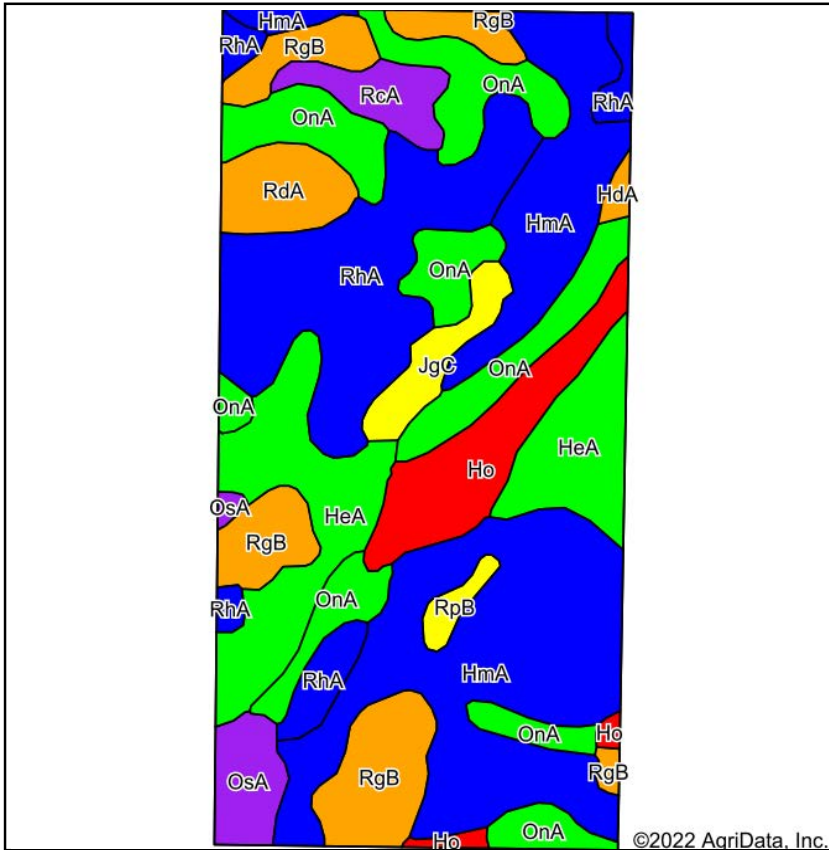 HmA
RgB
RhA
RgB
OnA
RcA
RhA
OnA
RdA
HdA
HmA
OnA
RhA
JgC
OnA
OnA
HeA
Ho
OsA
HeA
RgB
OnA
RhA
RpB
HmA
RhA
OnA
Ho
RgB
RgB
OsA
OnA
Ho
©2022 AgriData, Inc.